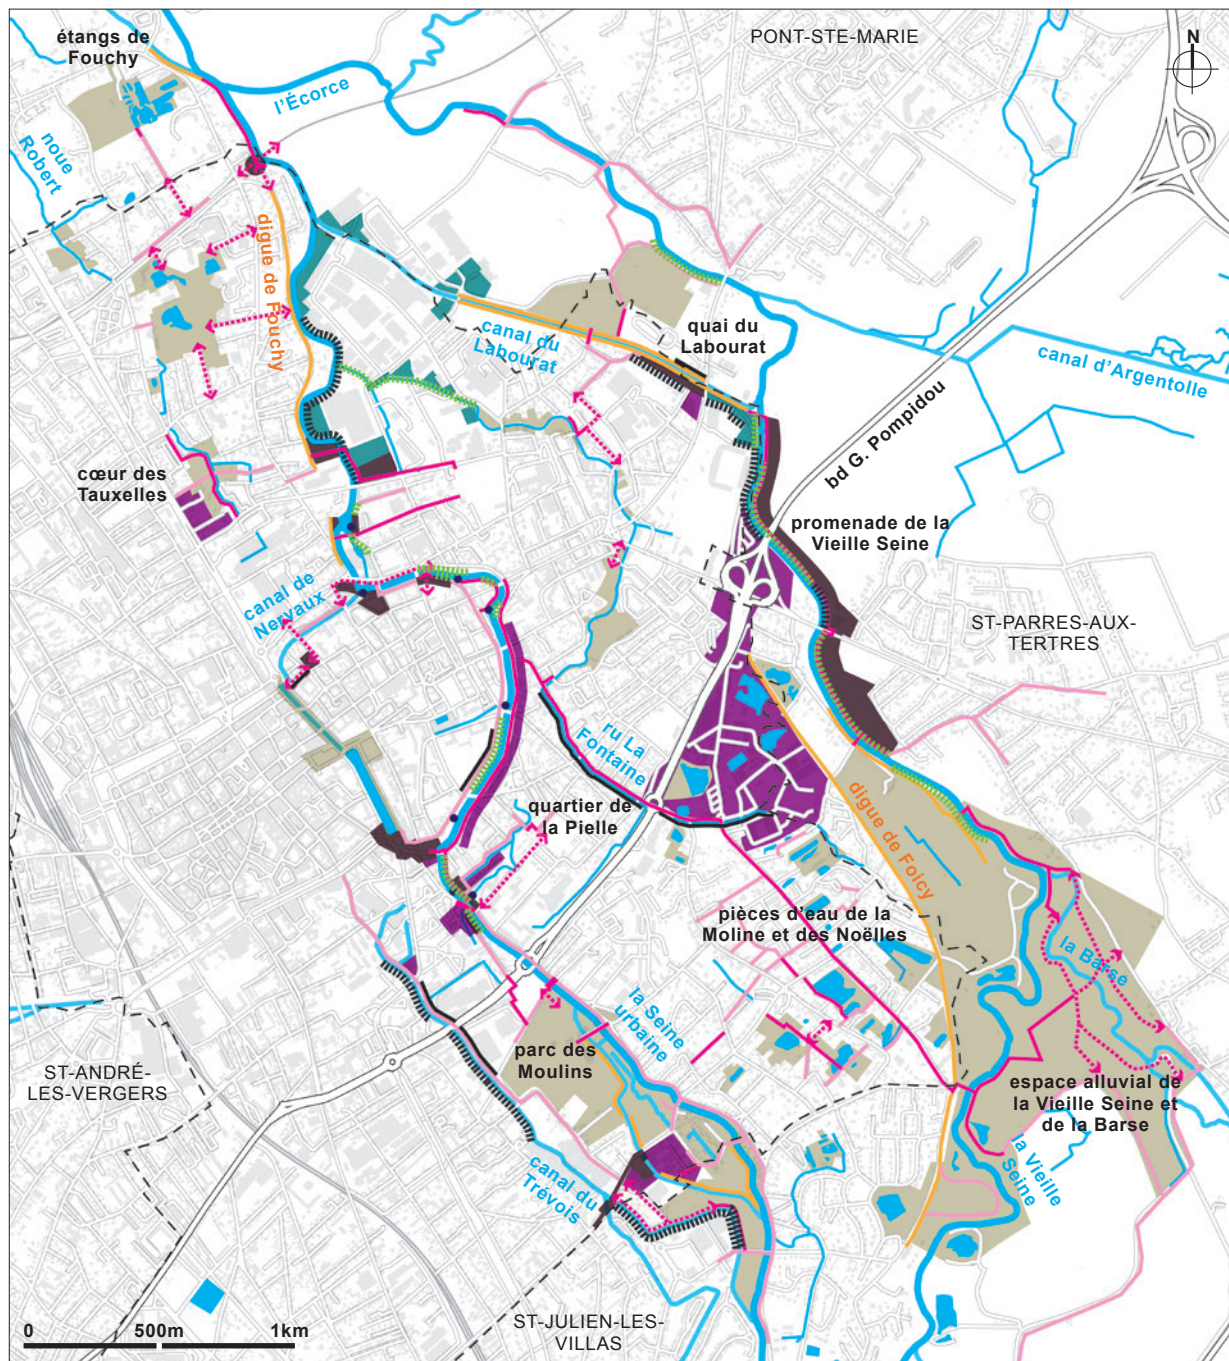 étangs de
Fouchy
PONT-STE-MARIE
N
l'Écorce
noue
Robert
digue de Fouchy
canal du
Labourat
quai du
Labourat
canal d'Argentolle
bd G. Pompidou
cœur des
Tauxelles
promenade de la
Vieille Seine
canal de
Nervaux
ST-PARRES-AUX-
TERTRES
ru La
Fontaine
quartier de
la Pielle
digue de Foicy
pièces d'eau de la
Moline et des Noëlles
la Barse
la Seine
urbaine
parc des
Moulins
ST-ANDRÉ-
LES-VERGERS
espace alluvial de
la Vieille Seine et
de la Barse
la Vieille
Seine
canal du
Trévois
ST-JULIEN-LES-
VILLAS
0 500m 1km